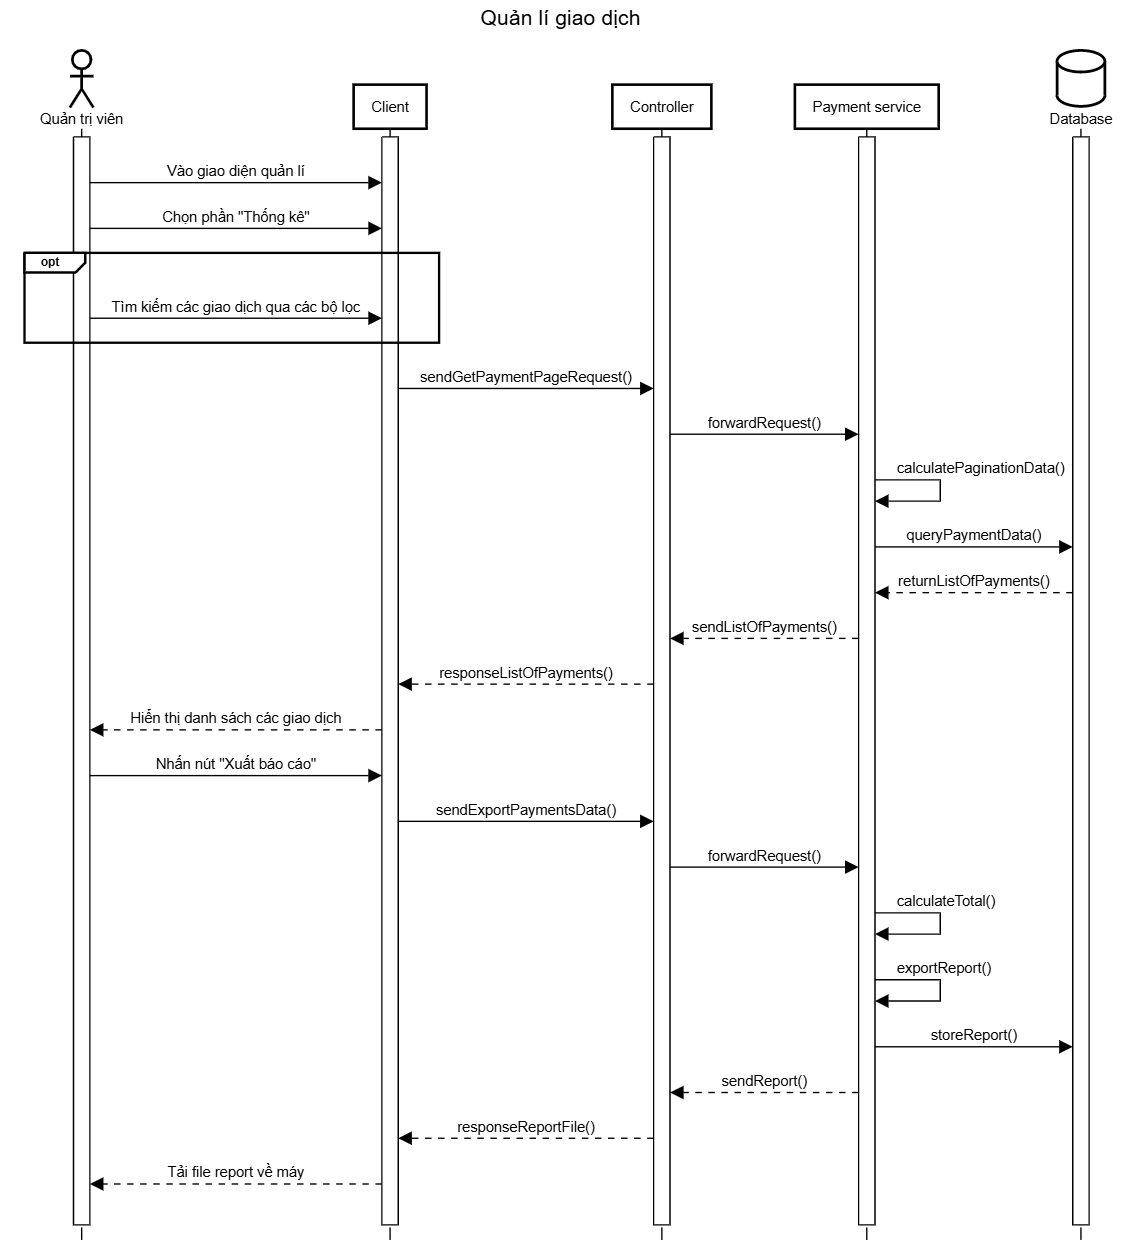 Quản lí giao dịch
Quản trị viên
Client
Controller
Payment service
Database
Vào giao diện quản lí
Chọn phần "Thống kê"
opt
Tìm kiếm các giao dịch qua các bộ lọc
sendGetPaymentPageRequest()
forwardRequest()
calculatePaginationData()
queryPaymentData()
returnListOfPayments()
sendListOfPayments()
responseListOfPayments()
Hiển thị danh sách các giao dịch
Nhấn nút "Xuất báo cáo"
sendExportPaymentsData()
forwardRequest()
calculateTotal()
exportReport()
storeReport()
sendReport()
responseReportFile()
Tải file report về máy